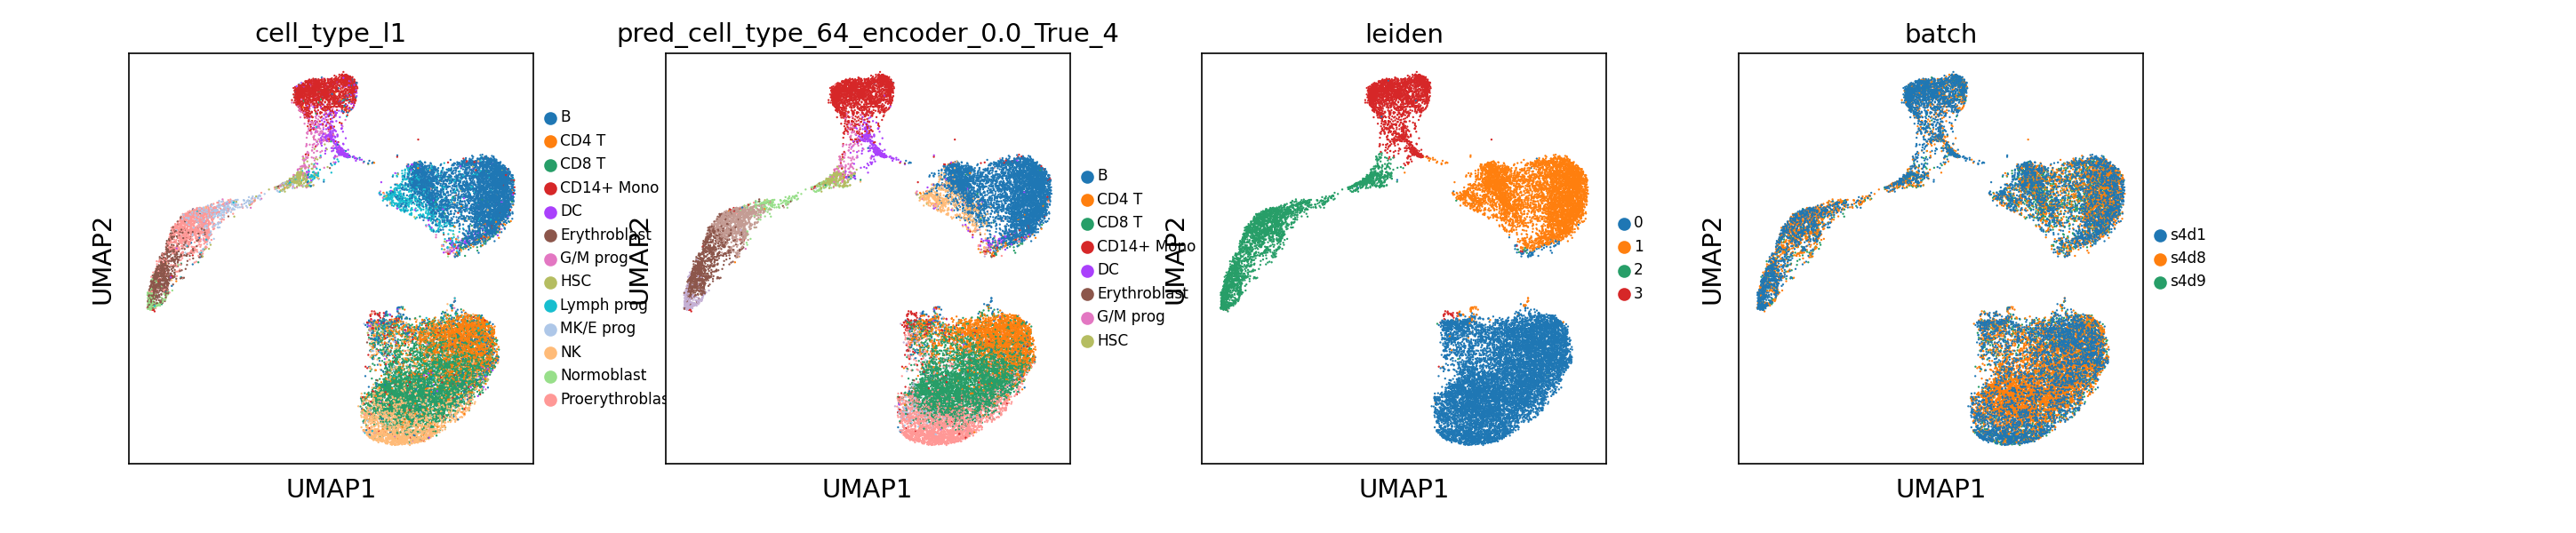 cell_type_l1
UMAP2
UMAP1
B
CD4 T
CD8 T
CD14+ Mono
DC
Erythroblast
G/M prog
HSC
Lymph prog
MK/E prog
NK
Normoblast
Proerythroblas
pred_cell_type_64_encoder_0.0_True_4
UMAP2
UMAP1
B
CD4 T
CD8 T
CD14+ Mono
DC
Erythroblast
G/M prog
HSC
leiden
UMAP2
UMAP1
0
1
2
3
batch
UMAP2
UMAP1
s4d1
s4d8
s4d9